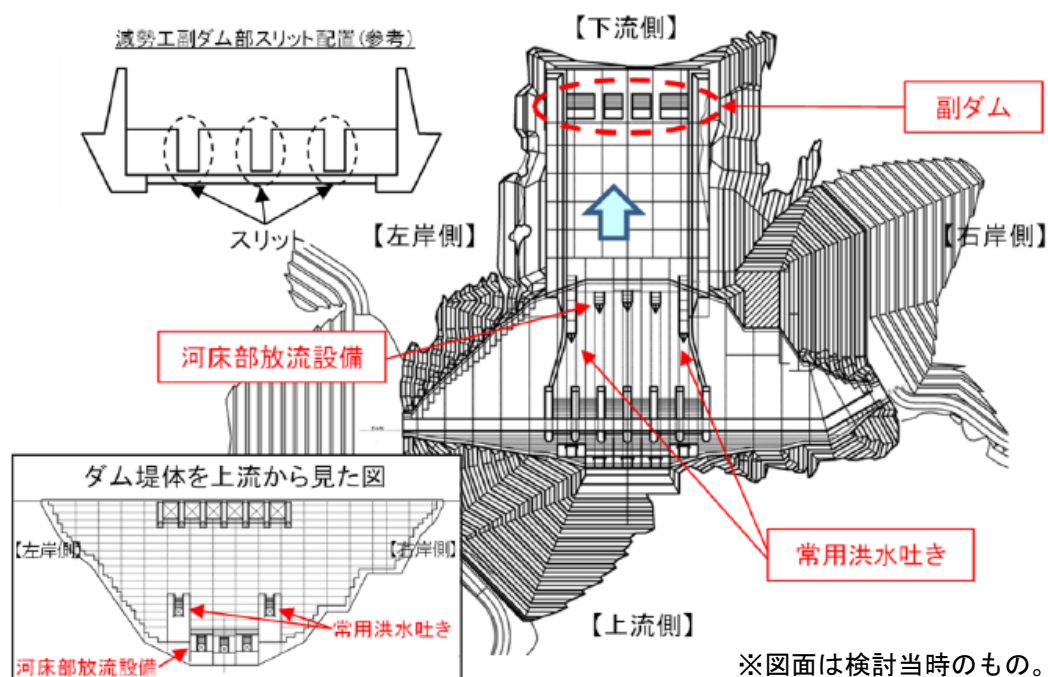 減勢工副ダム部スリット配置(参考)
スリット
【下流側】
副ダム
【左岸側】
【右岸側】
河床部放流設備
常用洪水吐き
【上流側】
ダム堤体を上流から見た図
【左岸側】
【右岸側】
常用洪水吐き
河床部放流設備
※図面は検討当時のもの。